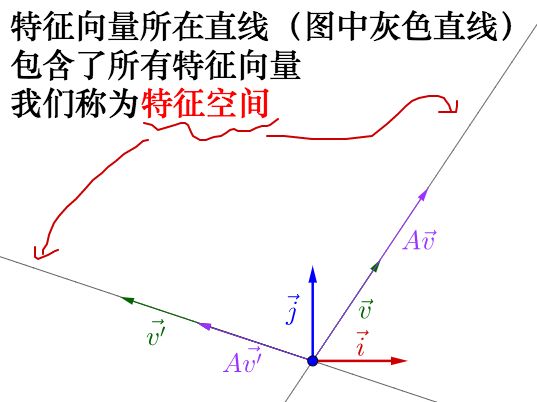 特征向量所在直线（图中灰色直线）
包含了所有特征向量
我们称为特征空间
A\vec{v}
\vec{j}
\vec{v}
\vec{v'}
\vec{i}
A\vec{v'}